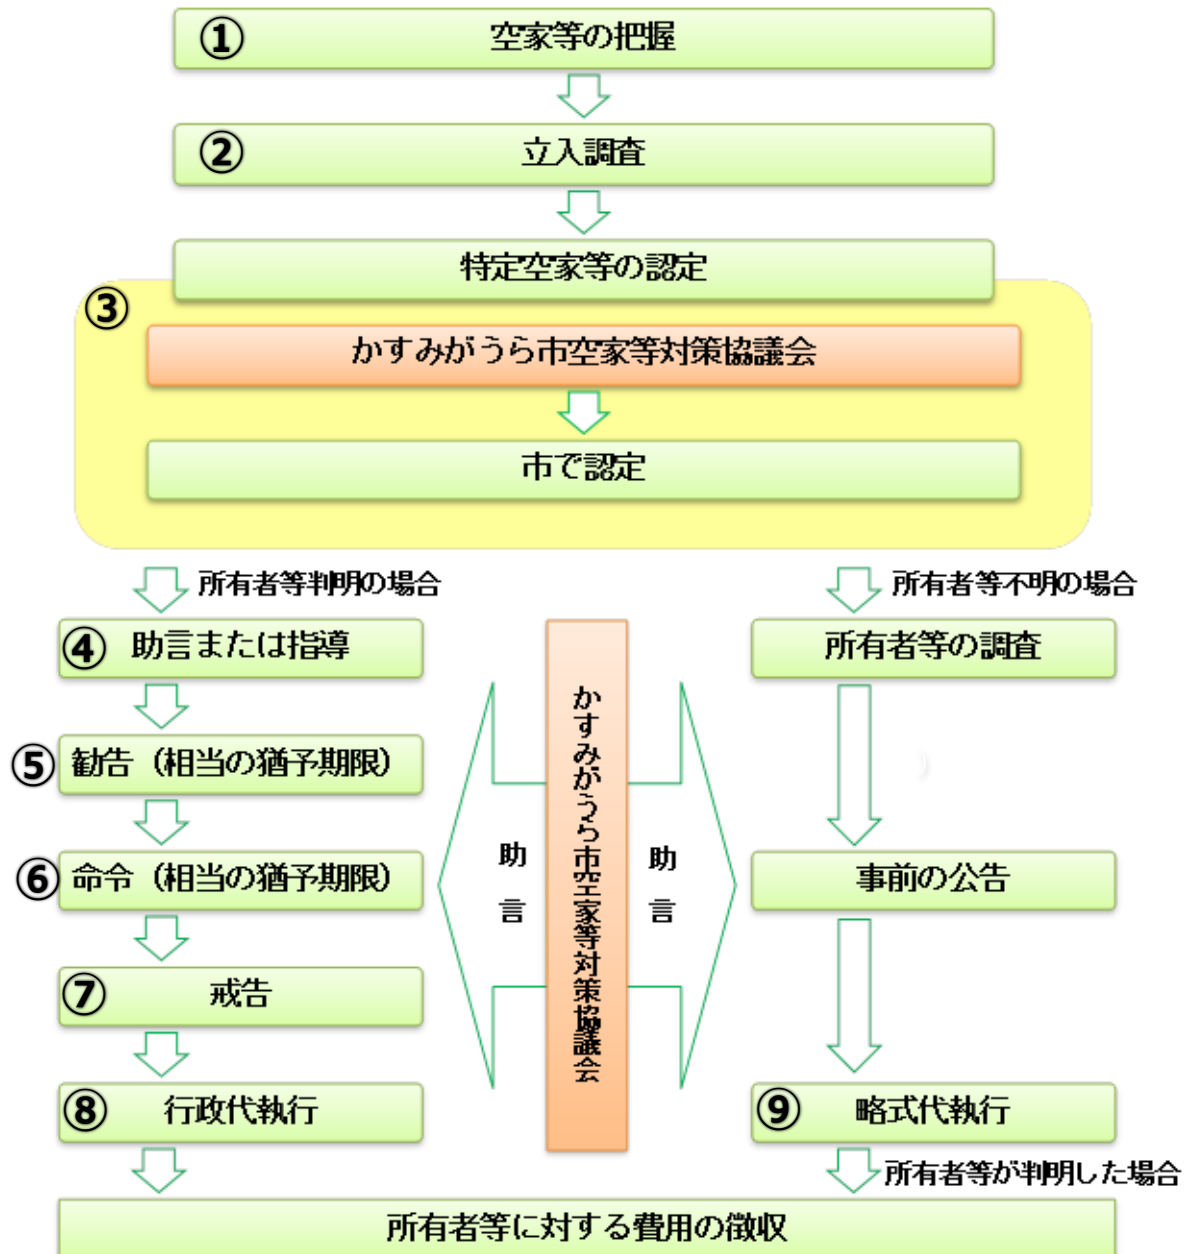 ① 空家等の把握
② 立入調査
特定空家等の認定
③
かすみがうら市空家等対策協議会
市で認定
所有者等判明の場合
所有者等不明の場合
④ 助言または指導
所有者等の調査
⑤ 勧告（相当の猶予期限）
⑥ 命令（相当の猶予期限）
かすみがうら市空家等対策協議会
助言
助言
事前の公告
⑦ 戒告
⑧ 行政代執行
⑨ 略式代執行
所有者等が判明した場合
所有者等に対する費用の徴収